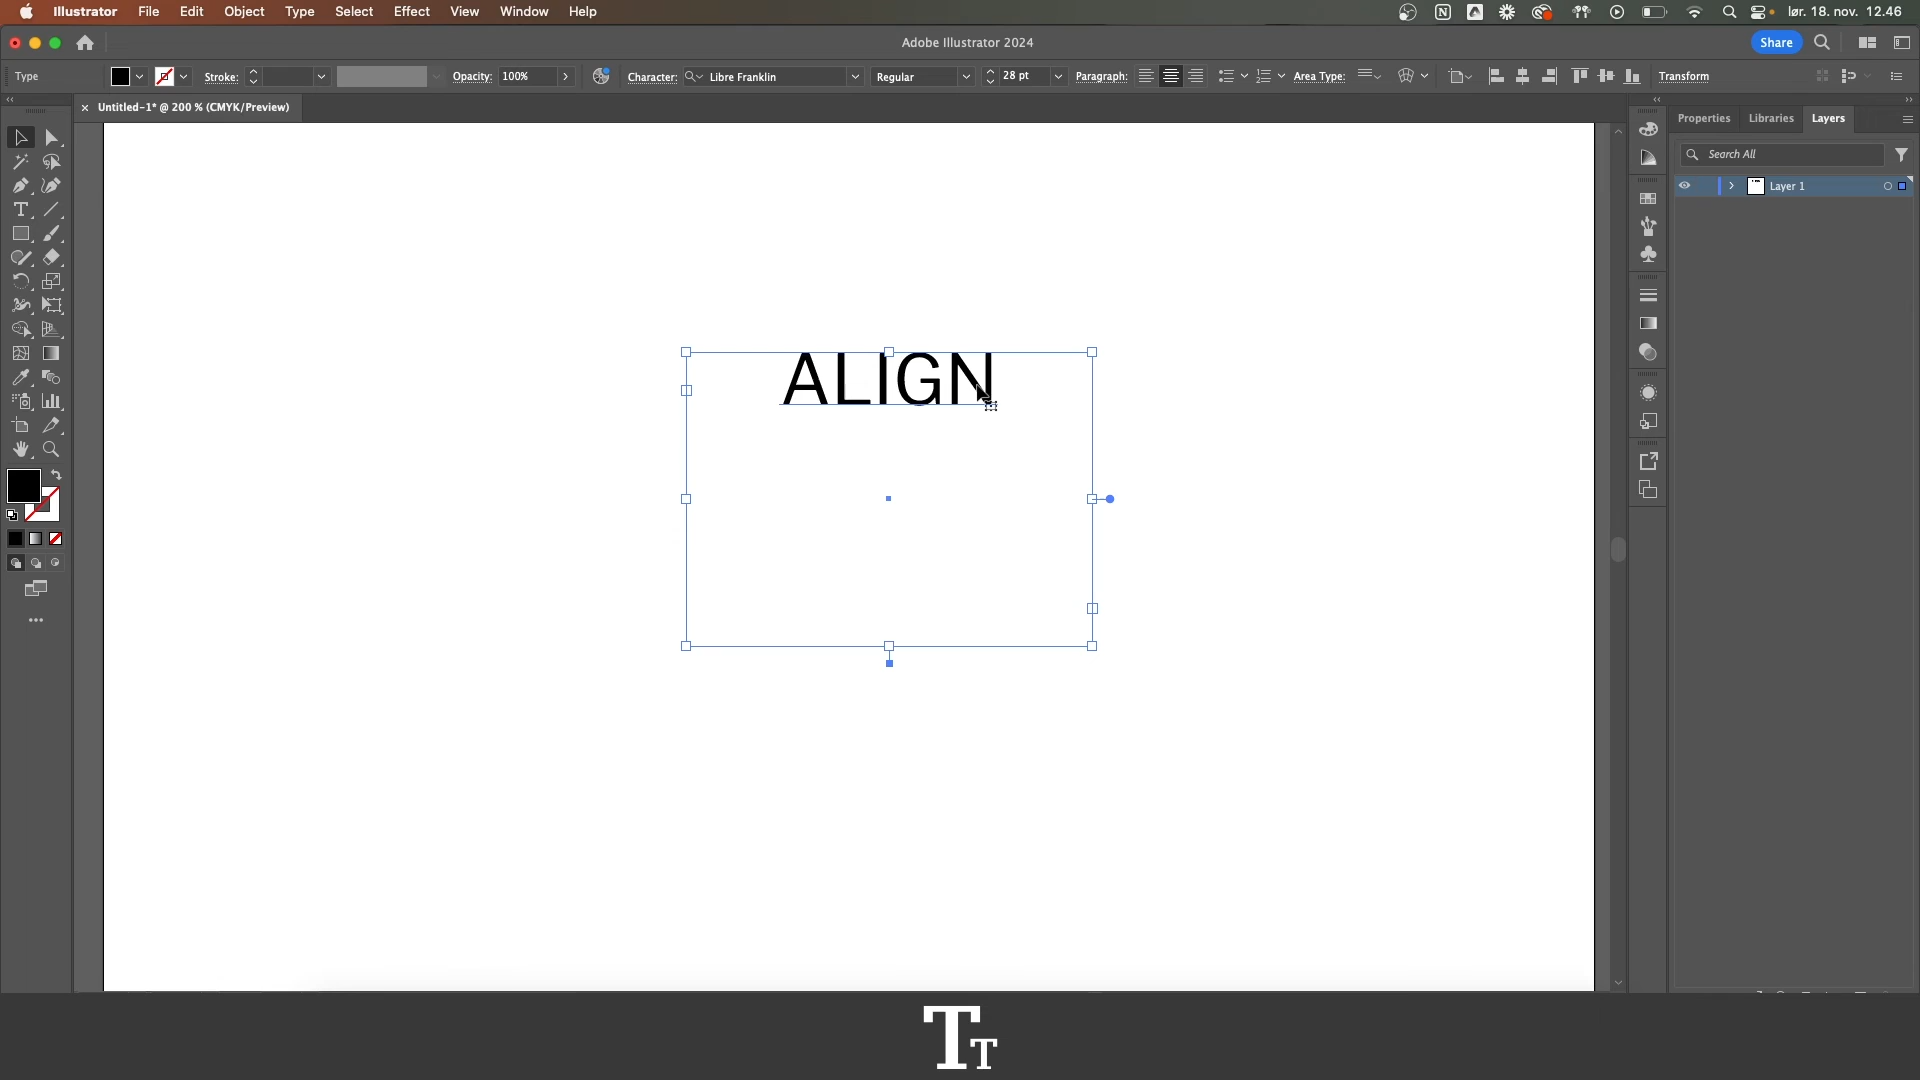 Illustrator File Edit Object Type Select Effect View Window Help lør. 18. nov. 12.46
Adobe Illustrator 2024 Share
Type Stroke: Opacity: 100% Character: Libre Franklin Regular 28 pt Paragraph: Area Type: Transform
× Untitled-1* @ 200 % (CMYK/Preview)
Properties Libraries Layers
Search All
Layer 1
ALIGN
TT